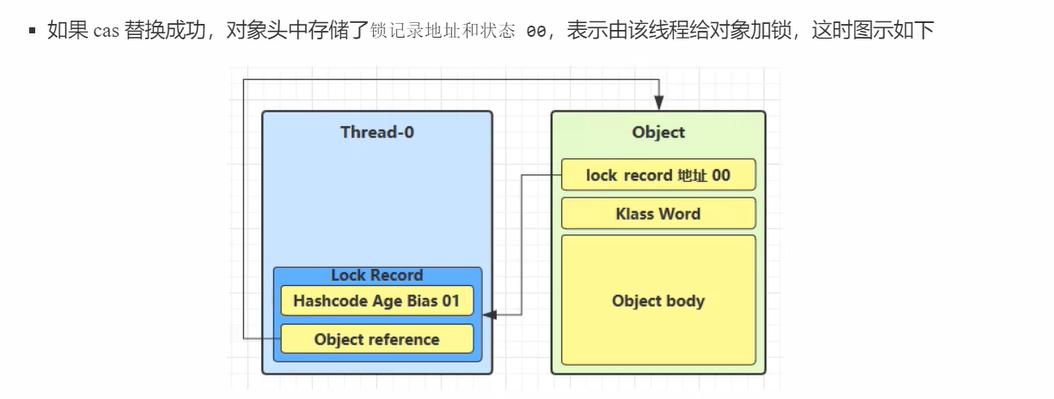 如果 cas 替换成功，对象头中存储了锁记录地址和状态 00，表示由该线程给对象加锁，这时图示如下
Thread-0
Lock Record
Hashcode Age Bias 01
Object reference
Object
lock record 地址 00
Klass Word
Object body